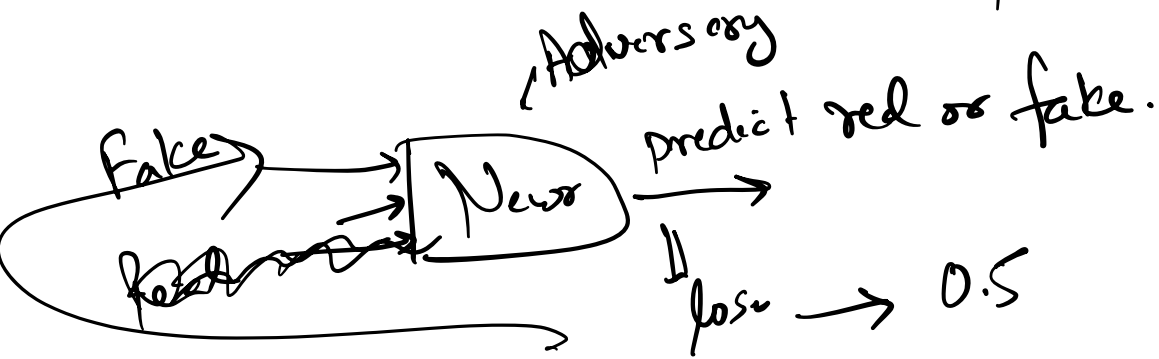 Adversary
predict real or fake.
Fake
Neur
loss → 0.5